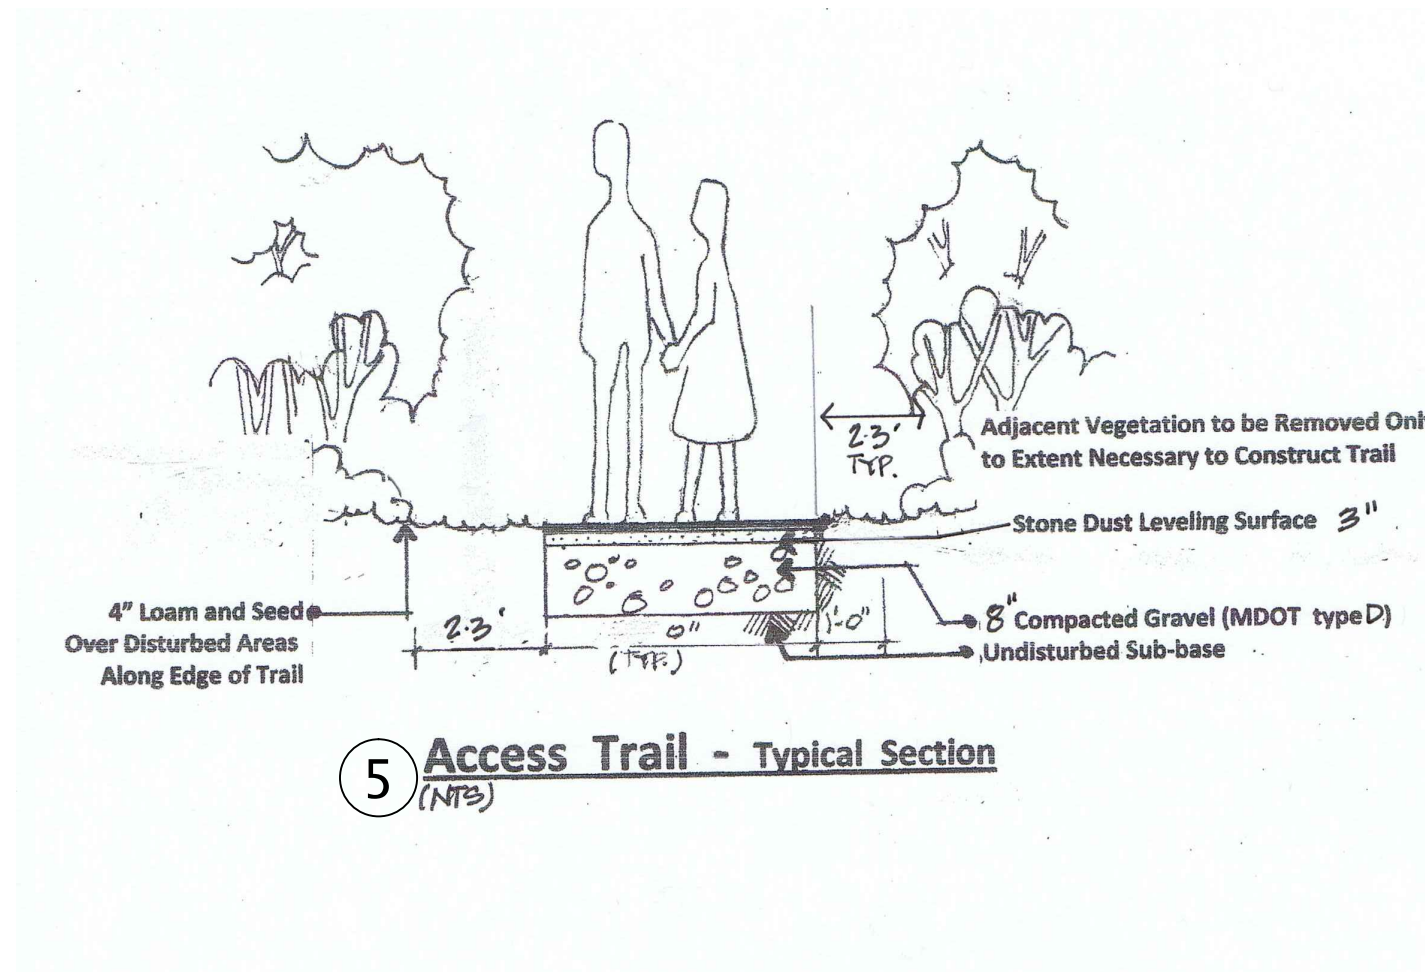 2·3'
TYP.
Adjacent Vegetation to be Removed Onl
to Extent Necessary to Construct Trail
Stone Dust Leveling Surface 3"
4" Loam and Seed
Over Disturbed Areas
Along Edge of Trail
2·3'
0"
(TYP.)
1'-0"
8" Compacted Gravel (MDOT type D)
Undisturbed Sub-base
5 Access Trail - Typical Section
(NTS)